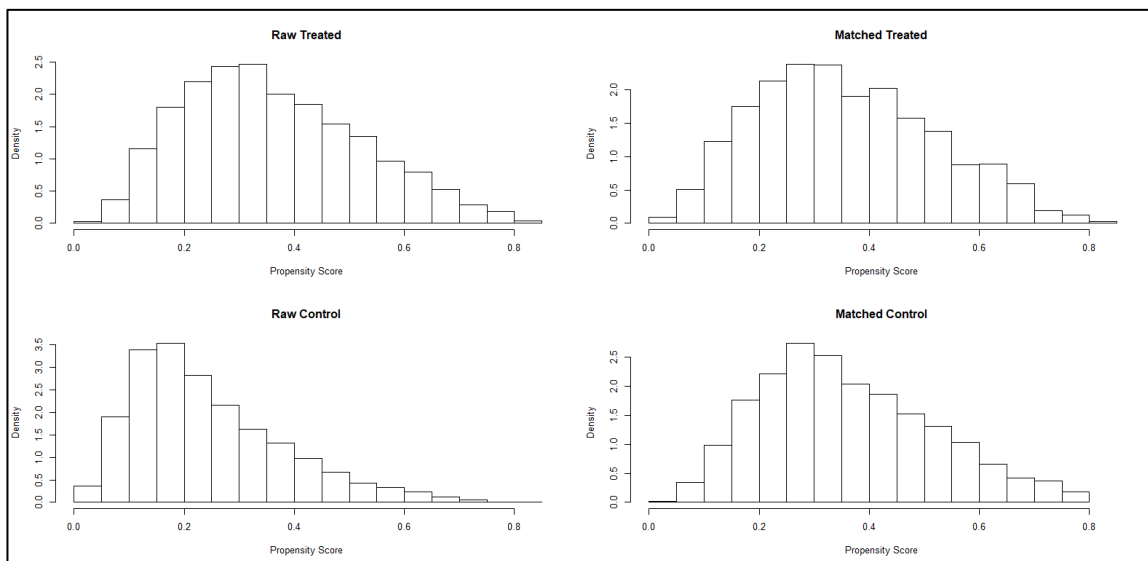 Raw Treated
Density
0.0 0.5 1.0 1.5 2.0 2.5
0.0 0.2 0.4 0.6 0.8
Propensity Score
Matched Treated
Density
0.0 0.5 1.0 1.5 2.0
0.0 0.2 0.4 0.6 0.8
Propensity Score
Raw Control
Density
0.0 0.5 1.0 1.5 2.0 2.5 3.0 3.5
0.0 0.2 0.4 0.6 0.8
Propensity Score
Matched Control
Density
0.0 0.5 1.0 1.5 2.0 2.5
0.0 0.2 0.4 0.6 0.8
Propensity Score